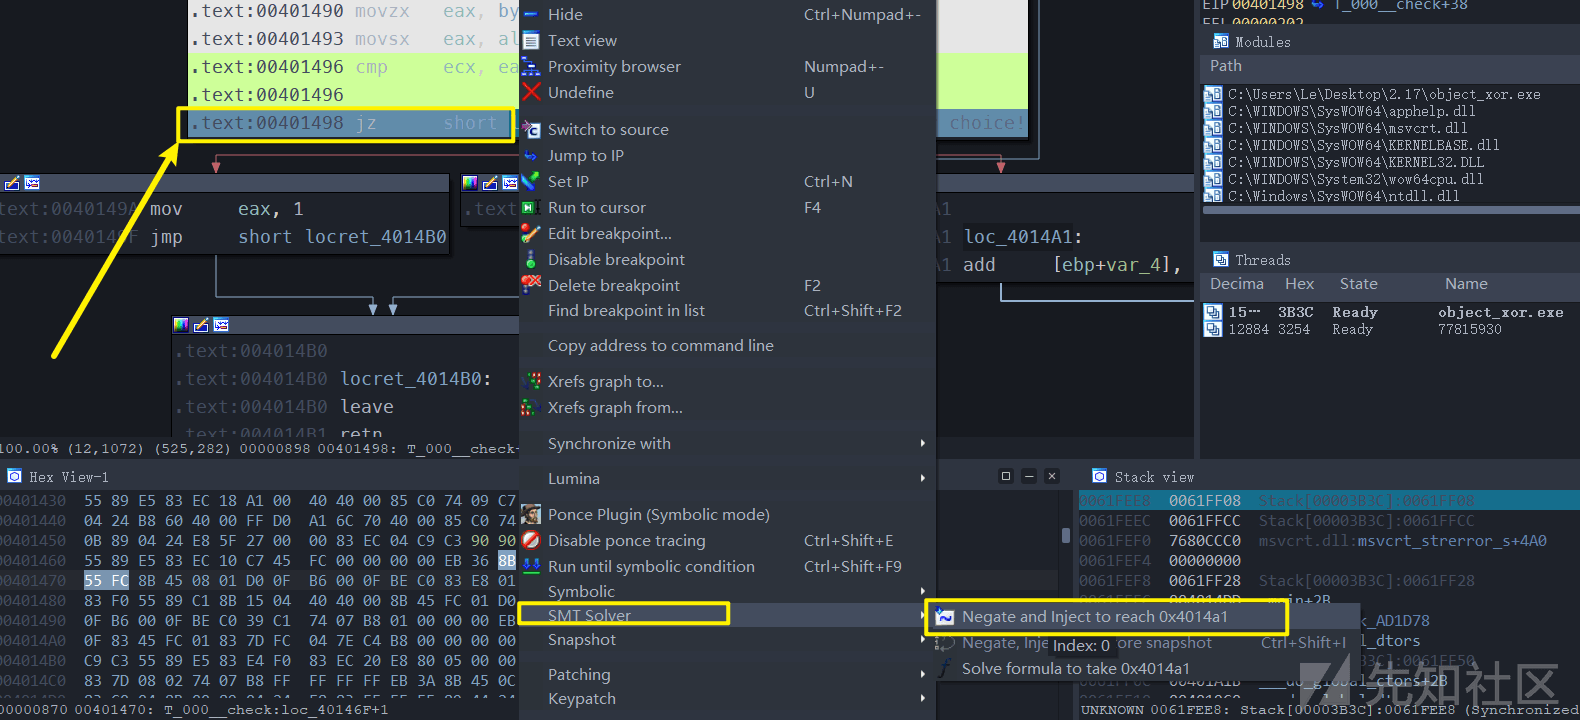 .text:00401490 movzx eax, by
.text:00401493 movsx eax, al
.text:00401496 cmp ecx, ea
.text:00401496
.text:00401498 jz short
choice!
text:0040149A mov eax, 1
text:0040149F jmp short locret_4014B0
.text
A1
A1 loc_4014A1:
A1 add [ebp+var_4],
.text:004014B0
.text:004014B0 locret_4014B0:
.text:004014B0 leave
.text:004014B1 retn
100.00% (12,1072) (525,282) 00000898 00401498: T_000__check+
Hide Ctrl+Numpad+-
Text view
Proximity browser Numpad+-
Undefine U
Switch to source
Jump to IP
Set IP Ctrl+N
Run to cursor F4
Edit breakpoint...
Disable breakpoint
Delete breakpoint F2
Find breakpoint in list Ctrl+Shift+F2
Copy address to command line
Xrefs graph to...
Xrefs graph from...
Synchronize with
Lumina
Ponce Plugin (Symbolic mode)
Disable ponce tracing Ctrl+Shift+E
Run until symbolic condition Ctrl+Shift+F9
Symbolic
SMT Solver
Snapshot
Patching
Keypatch
Negate and Inject to reach 0x4014a1
Negate, Inje ore snapshot Ctrl+Shift+I
Index: 0
Solve formula to take 0x4014a1
EIP 00401498 T_000__check+38
EFL 00000202
Modules
Path
C:\Users\Le\Desktop\2.17\object_xor.exe
C:\WINDOWS\SysWOW64\apphelp.dll
C:\WINDOWS\SysWOW64\msvcrt.dll
C:\WINDOWS\SysWOW64\KERNELBASE.dll
C:\WINDOWS\SysWOW64\KERNEL32.DLL
C:\WINDOWS\System32\wow64cpu.dll
C:\Windows\SysWOW64\ntdll.dll
Threads
Decima Hex State Name
15… 3B3C Ready object_xor.exe
12884 3254 Ready 77815930
Hex View-1
00401430 55 89 E5 83 EC 18 A1 00 40 40 00 85 C0 74 09 C7
00401440 04 24 B8 60 40 00 FF D0 A1 6C 70 40 00 85 C0 74
00401450 0B 89 04 24 E8 5F 27 00 00 83 EC 04 C9 C3 90 90
00401460 55 89 E5 83 EC 10 C7 45 FC 00 00 00 00 EB 36 8B
00401470 55 FC 8B 45 08 01 D0 0F B6 00 0F BE C0 83 E8 01
00401480 83 F0 55 89 C1 8B 15 04 40 40 00 8B 45 FC 01 D0
00401490 0F B6 00 0F BE C0 39 C1 74 07 B8 01 00 00 00 EB
004014A0 0F 83 45 FC 01 83 7D FC 04 7E C4 B8 00 00 00 00
004014B0 C9 C3 55 89 E5 83 E4 F0 83 EC 20 E8 80 05 00 00
004014C0 83 7D 08 02 74 07 B8 FF FF FF FF EB 3A 8B 45 0C
00000870 00401470: T_000__check:loc_40146F+1
Stack view
0061FEE8 0061FF08 Stack[00003B3C]:0061FF08
0061FEEC 0061FFCC Stack[00003B3C]:0061FFCC
0061FEF0 7680CCC0 msvcrt.dll:msvcrt_strerror_s+4A0
0061FEF4 00000000
0061FEF8 0061FF28 Stack[00003B3C]:0061FF28
main+2B
k_AD1D78
_dtors
___do_global_ctors+2B
UNKNOWN 0061FEE8: Stack[00003B3C]:0061FEE8 (Synchronized
先知社区